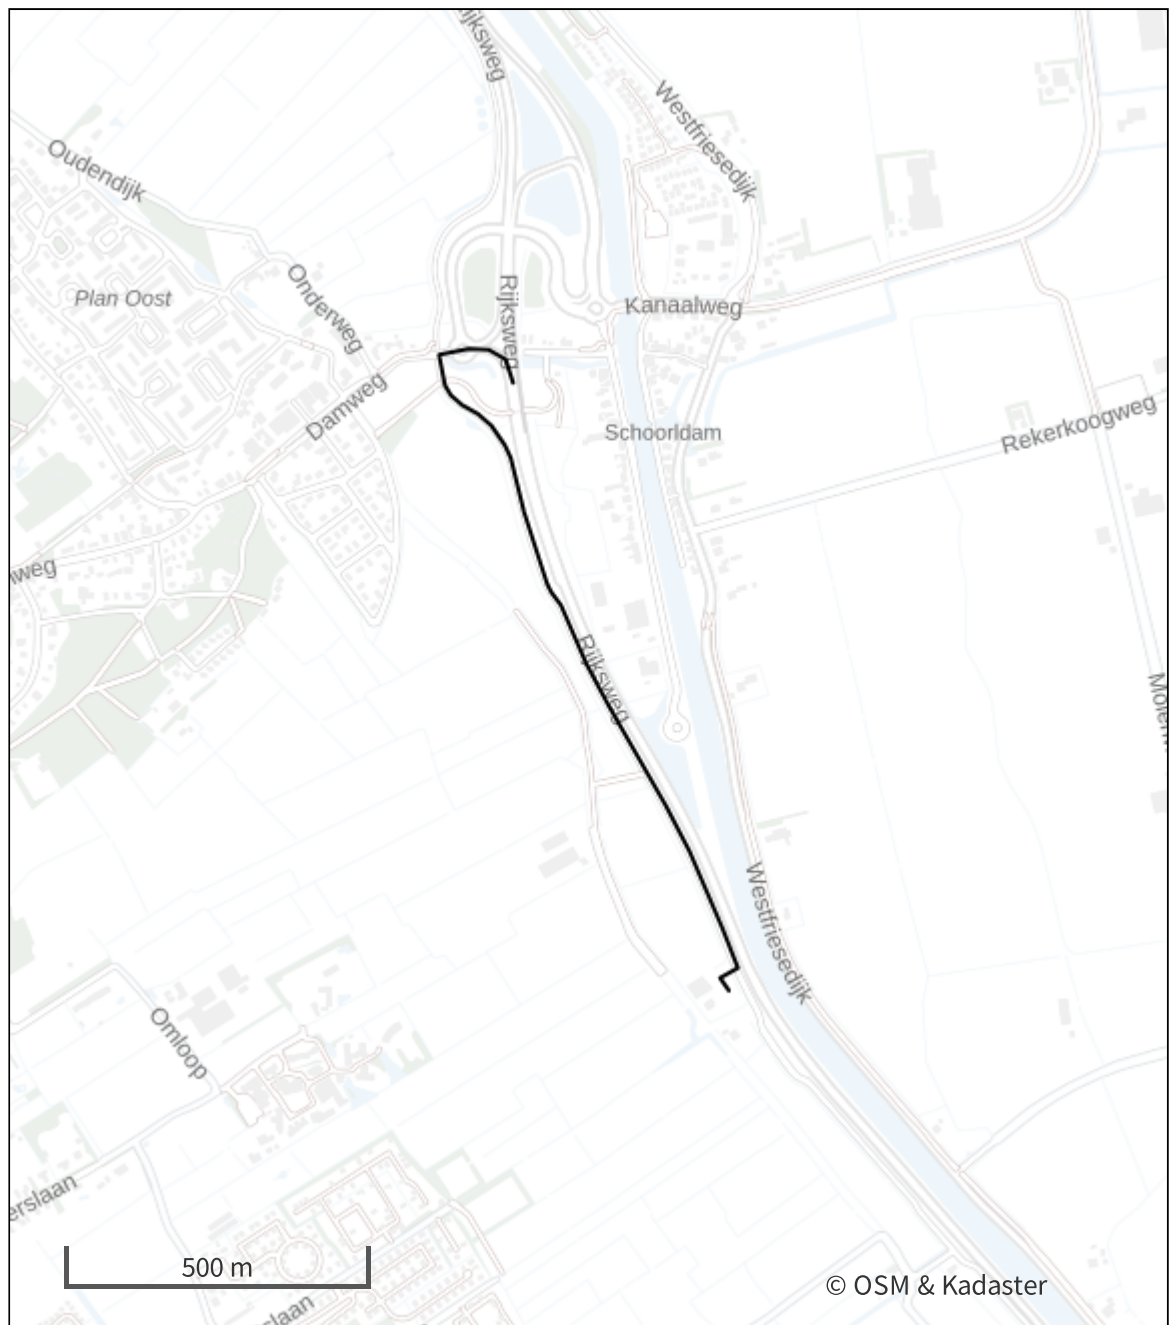 Rijksweg
Westfriesedijk
Oudendijk
Plan Oost
Onderweg
Rijksweg
Kanaalweg
Damweg
Schoorldam
Rekerkoogweg
weg
Rijksweg
Westfriesedijk
Omloop
erslaan
500 m
slaan
© OSM & Kadaster